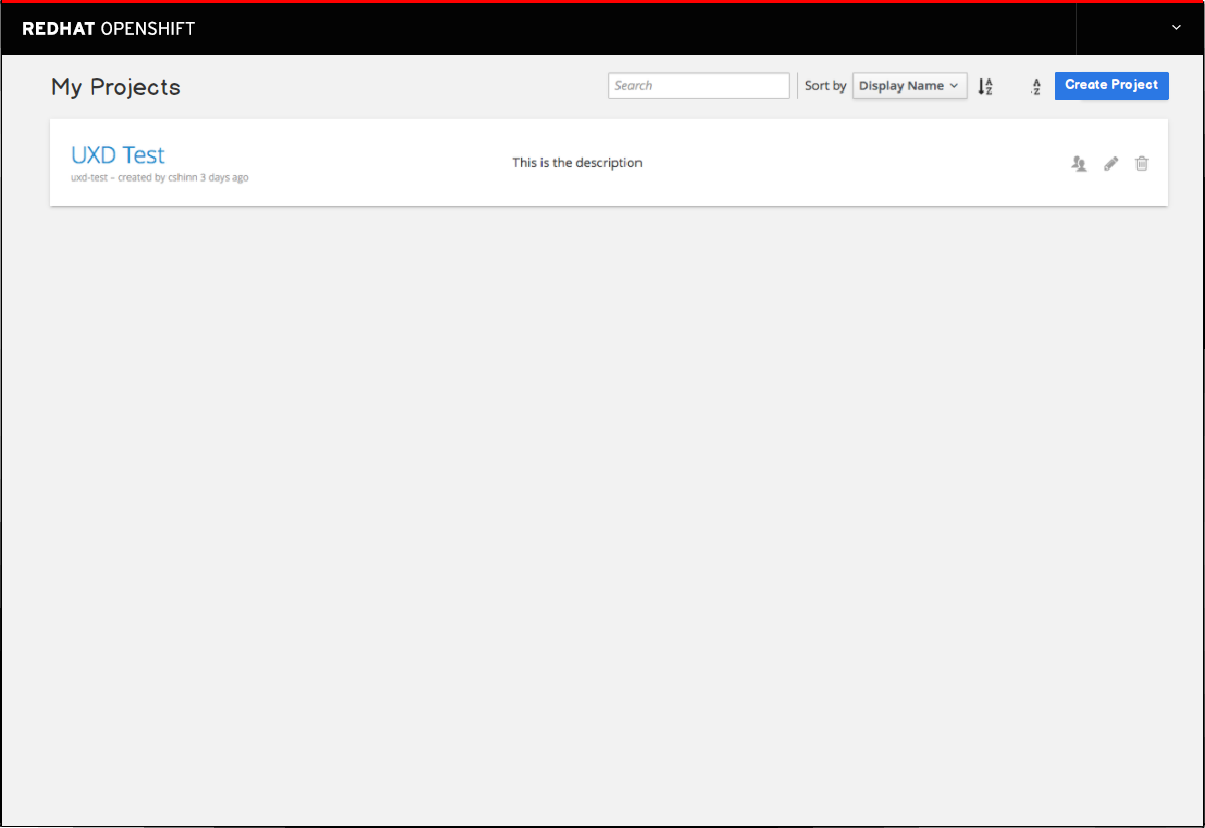 REDHAT OPENSHIFT
My Projects
Search
Sort by
Display Name
A
Z
A
Z
Create Project
UXD Test
This is the description
uxd-test - created by cshinn 3 days ago